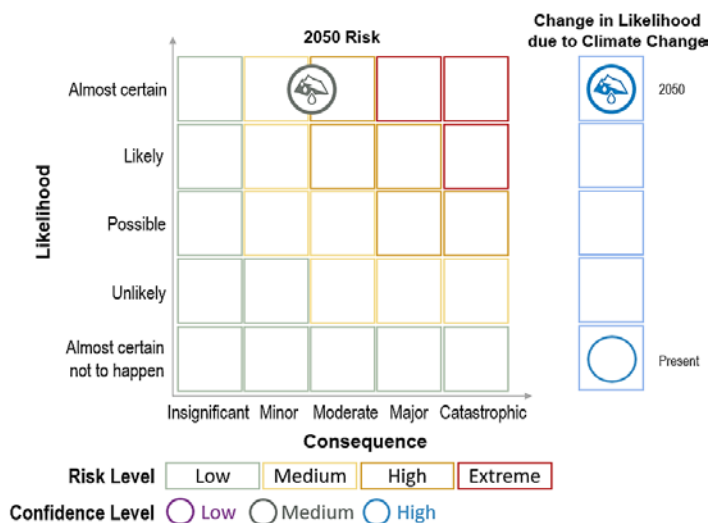 2050 Risk
Change in Likelihood
due to Climate Change
Likelihood
Almost certain
Likely
Possible
Unlikely
Almost certain
not to happen
2050
Present
Insignificant Minor Moderate Major Catastrophic
Consequence
Risk Level Low Medium High Extreme
Confidence Level Low Medium High